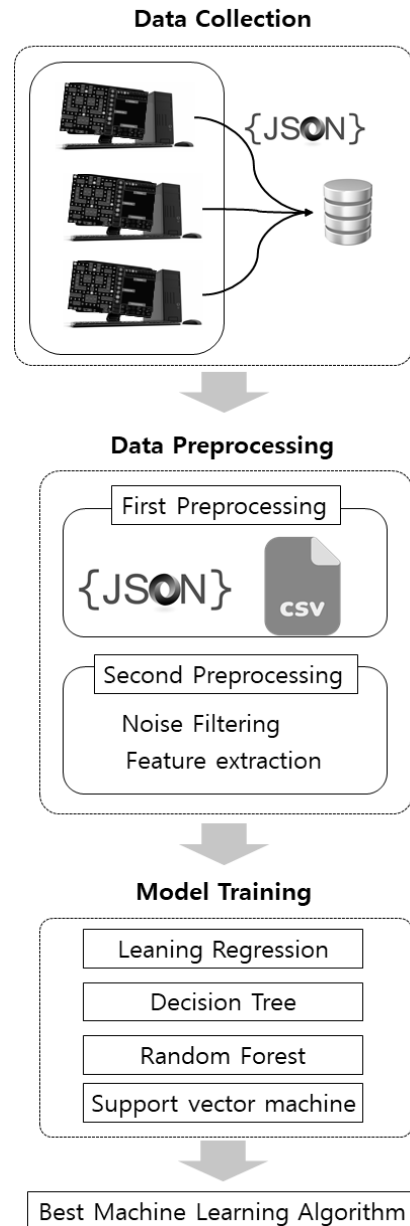 Data Collection
{JSON}
Data Preprocessing
First Preprocessing
{JSON}
csv
Second Preprocessing
Noise Filtering
Feature extraction
Model Training
Leaning Regression
Decision Tree
Random Forest
Support vector machine
Best Machine Learning Algorithm